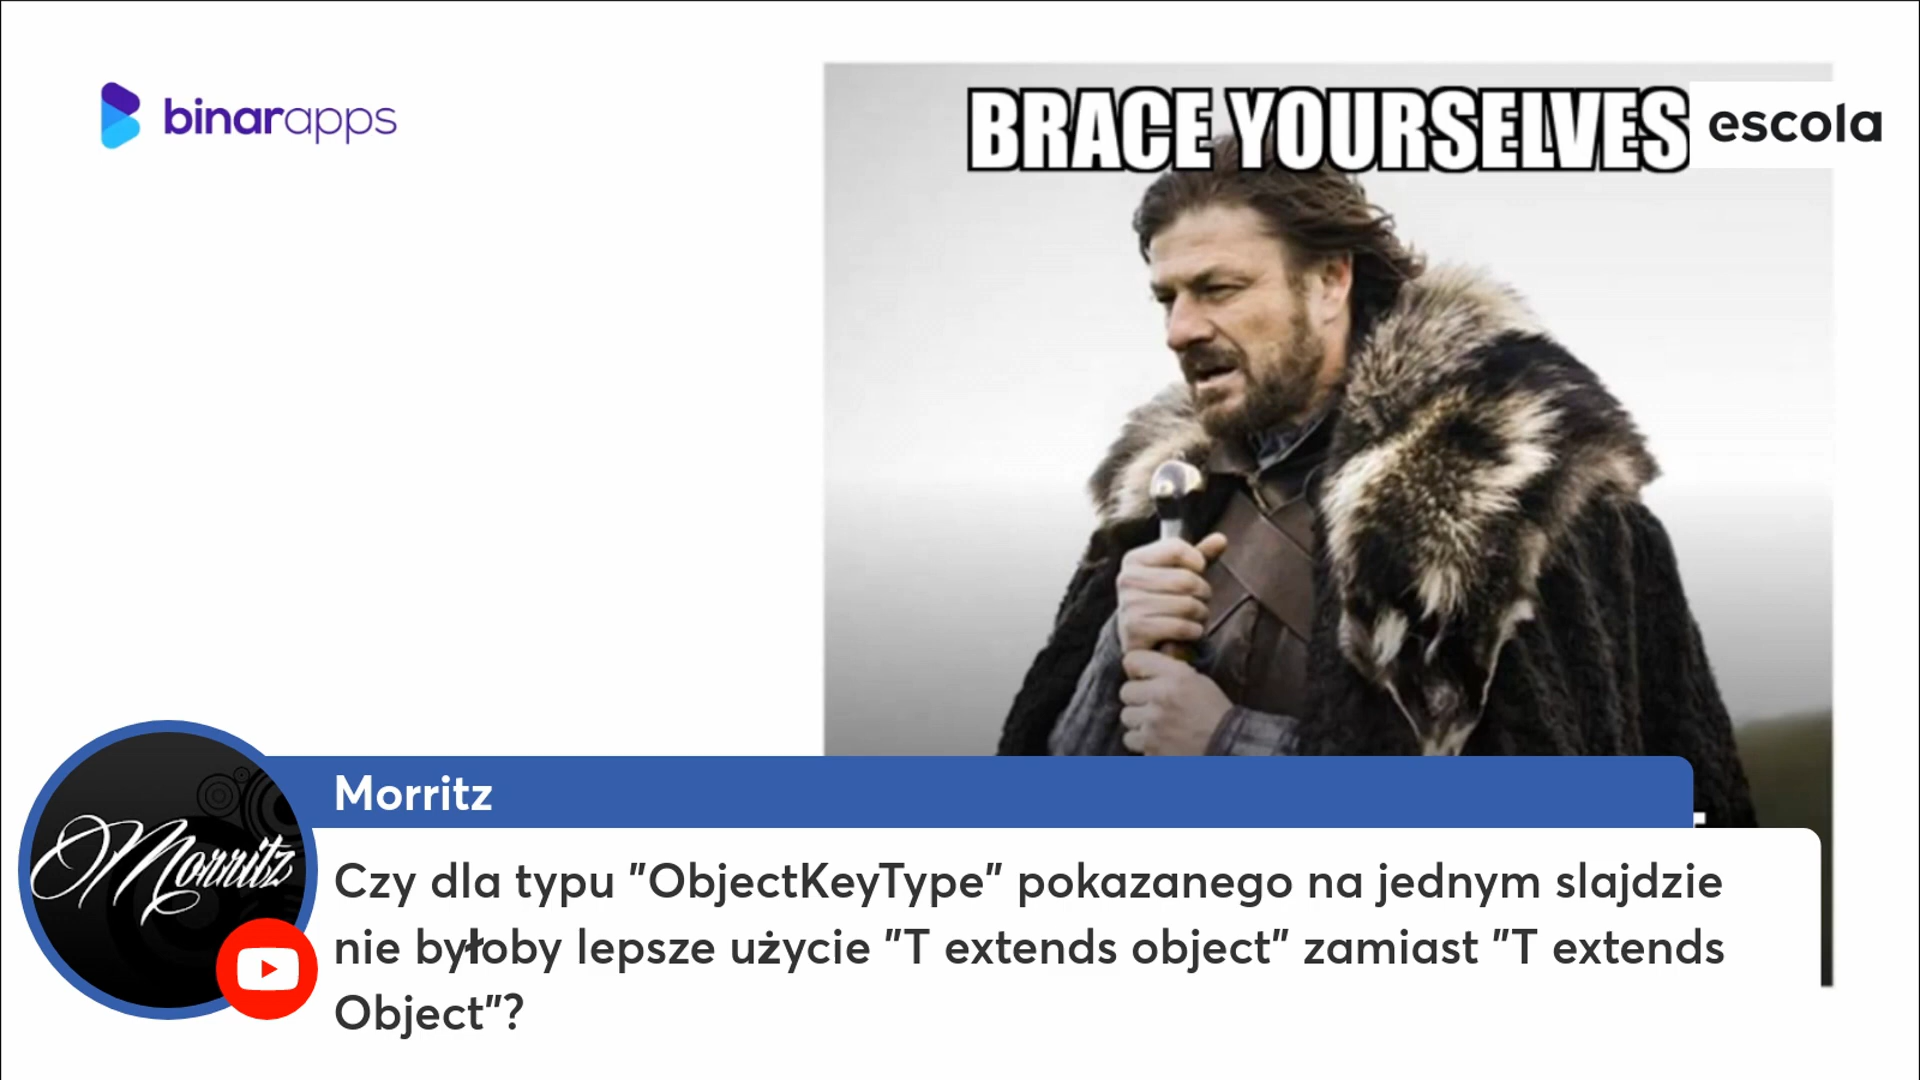 binarapps
BRACE YOURSELVES
escola
Morritz
Morritz
Czy dla typu "ObjectKeyType" pokazanego na jednym slajdzie
nie byłoby lepsze użycie "T extends object" zamiast "T extends
Object"?